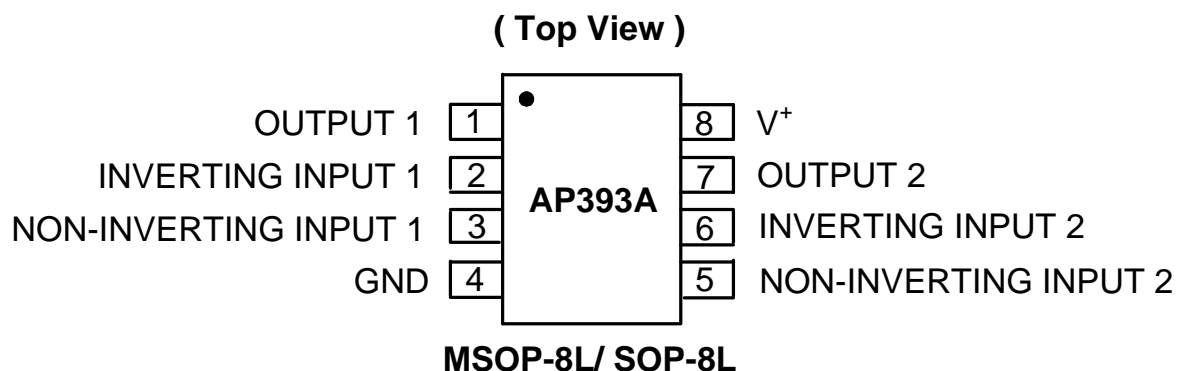 ( Top View )
OUTPUT 1 1 8 V+
INVERTING INPUT 1 2 7 OUTPUT 2
AP393A
NON-INVERTING INPUT 1 3 6 INVERTING INPUT 2
GND 4 5 NON-INVERTING INPUT 2
MSOP-8L/ SOP-8L